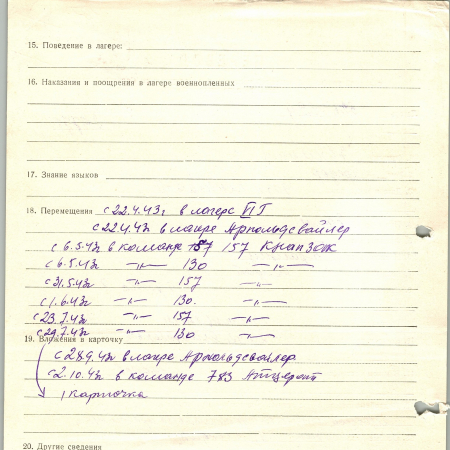 15. Поведение в лагере:
16. Наказания и поощрения в лагере военнопленных
17. Знание языков
18. Перемещения с 22.4.43г в лагерь VI Г
с 22.4.43г в лагере Арнольдсвайлер
с 6.5.43г в команде 157
с 6.5.43г —"— 130 —"—
с 31.5.43г —"— 157 —"—
с 1.6.43г —"— 130. —"—
с 23.7.43г —"— 157 —"—
с 29.7.43г —"— 130 —"—
19. Вложения в карточку
с 28.9.43г в лагере Арнольдсвайлер
с 2.10.43г в команде 783
1 карточка
20. Другие сведения